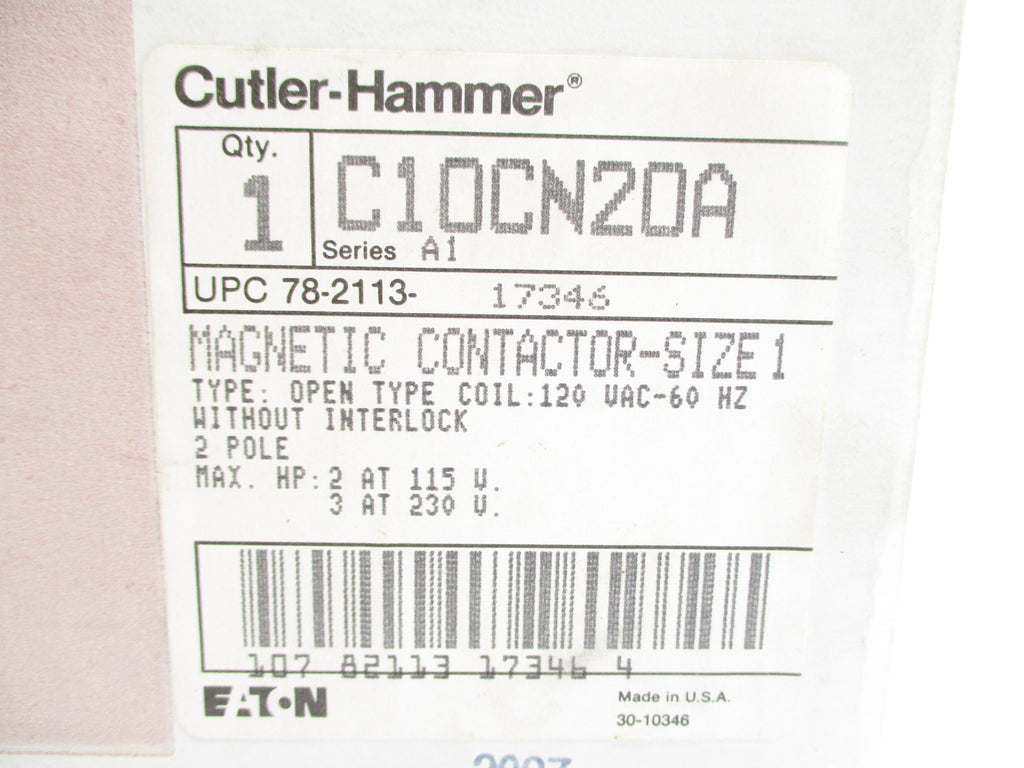 Cutler-Hammer®
Qty.
1
C10CN20A
Series A1
UPC 78-2113- 17346
MAGNETIC CONTACTOR-SIZE 1
TYPE: OPEN TYPE COIL:120 VAC-60 HZ
WITHOUT INTERLOCK
2 POLE
MAX. HP: 2 AT 115 V.
3 AT 230 V.
107 82113 17346 4
EATON
Made in U.S.A.
30-10346